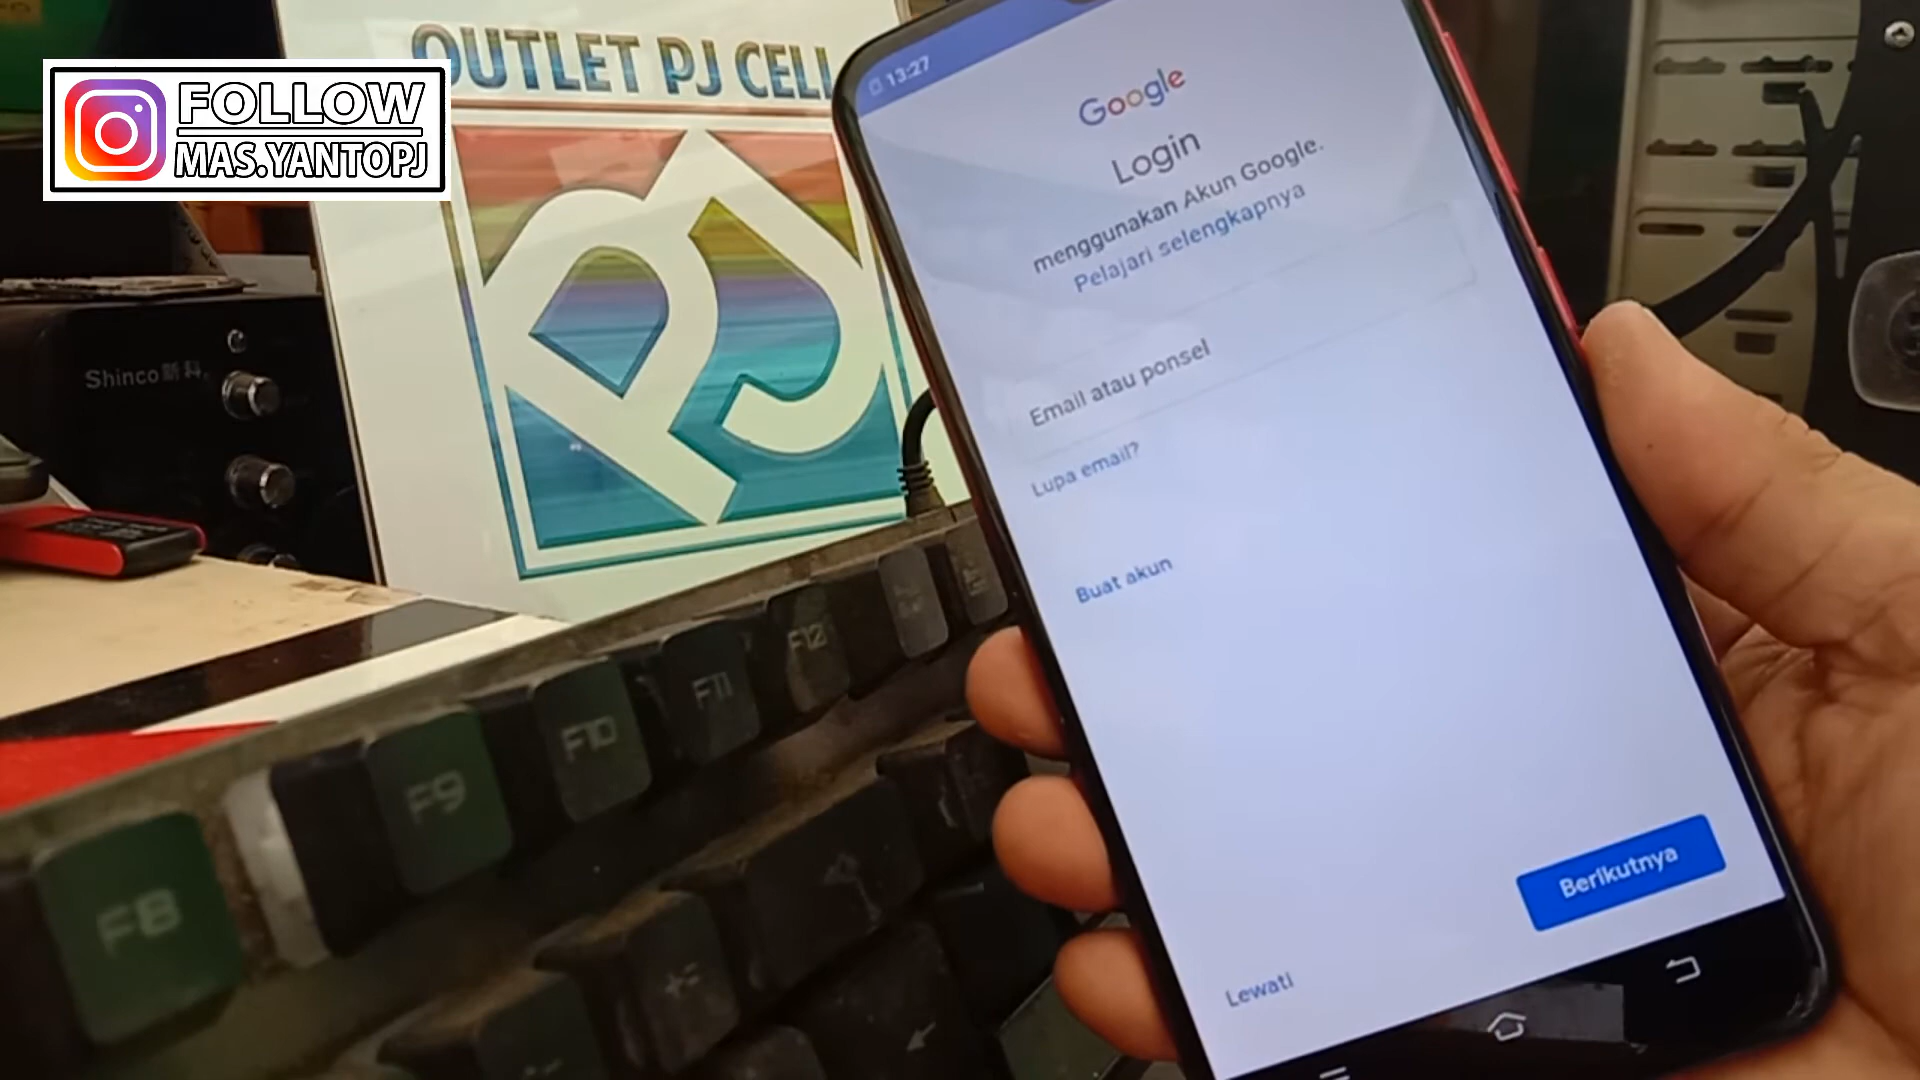 FOLLOW
MAS.YANTOPJ
OUTLET PJ CELL
PJ
Shinco新科
13:27
Google
Login
menggunakan Akun Google.
Pelajari selengkapnya
Email atau ponsel
Lupa email?
Buat akun
Berikutnya
Lewati
F8
F9
F10
F11
F12
+=